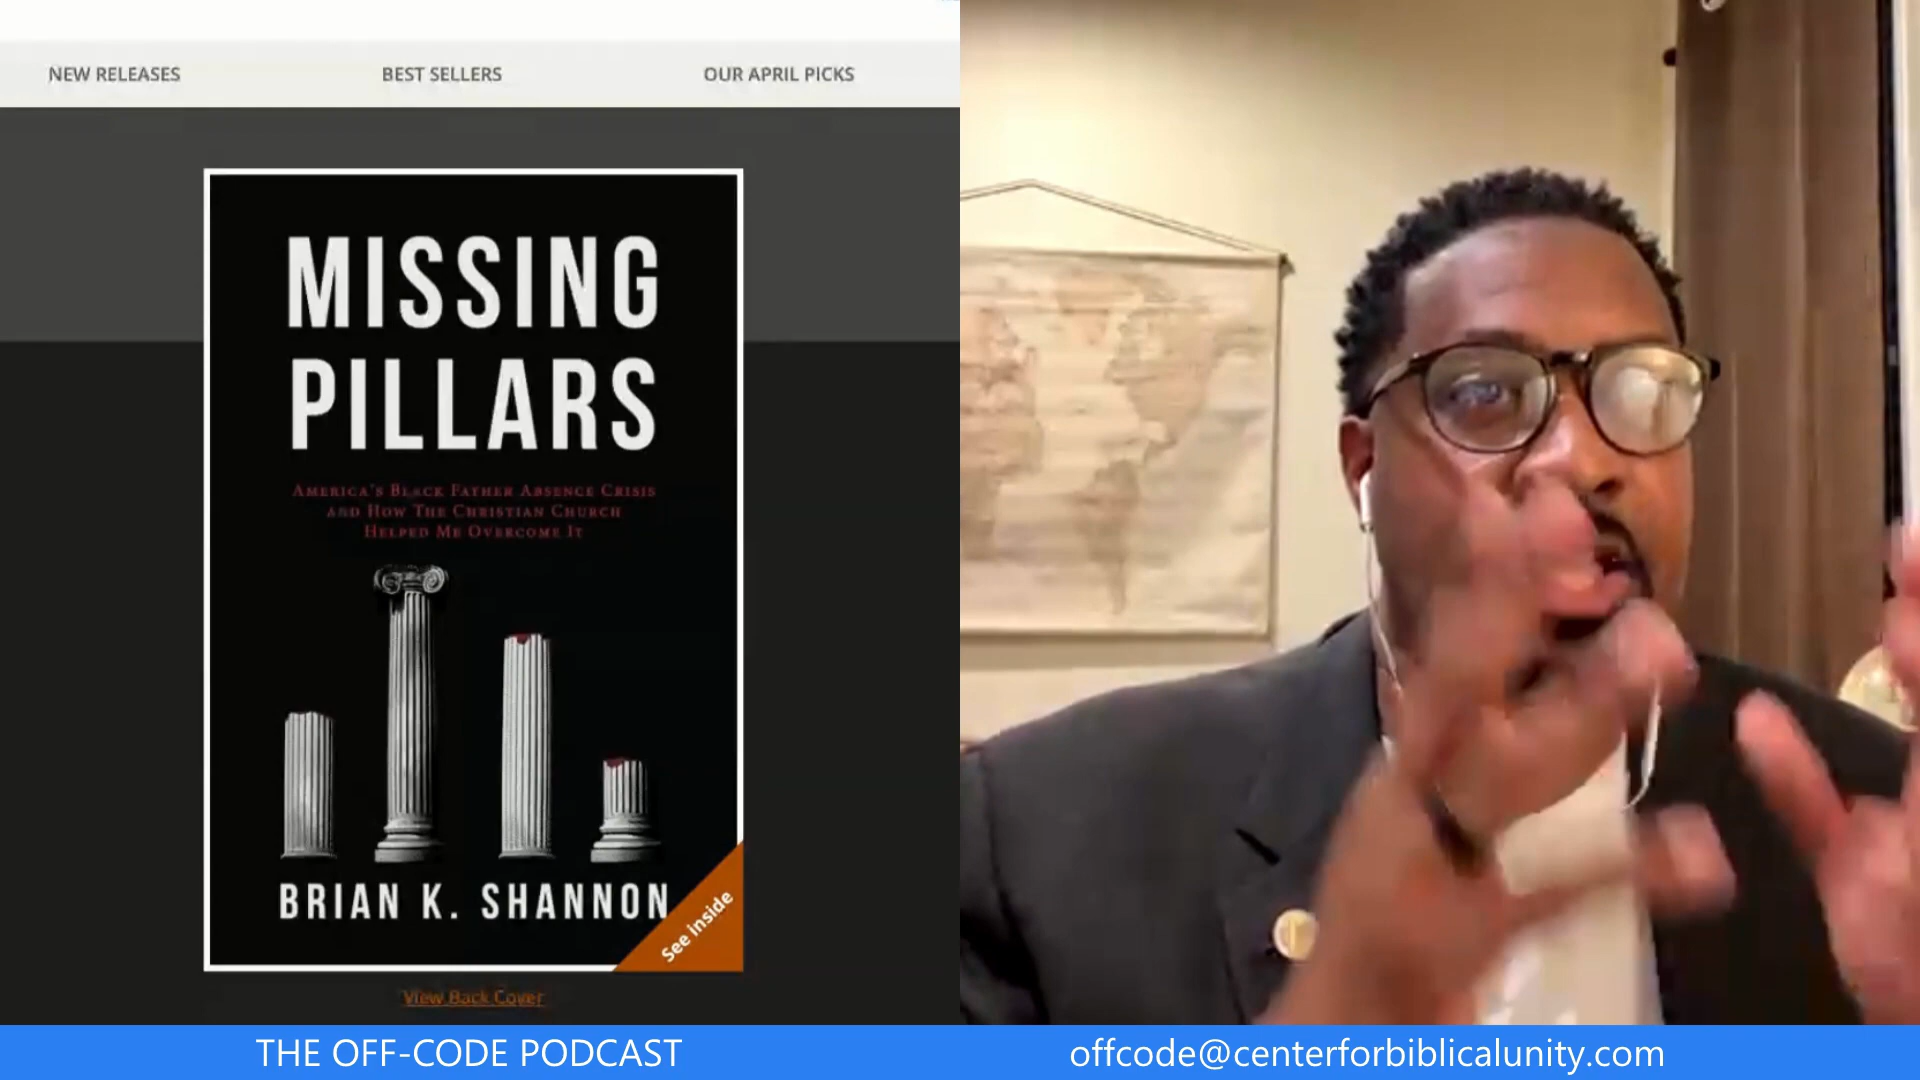 NEW RELEASES
BEST SELLERS
OUR APRIL PICKS
MISSING
PILLARS
AMERICA'S BLACK FATHER ABSENCE CRISIS
AND HOW THE CHRISTIAN CHURCH
HELPED ME OVERCOME IT
BRIAN K. SHANNON
See inside
View Back Cover
THE OFF-CODE PODCAST
offcode@centerforbiblicalunity.com